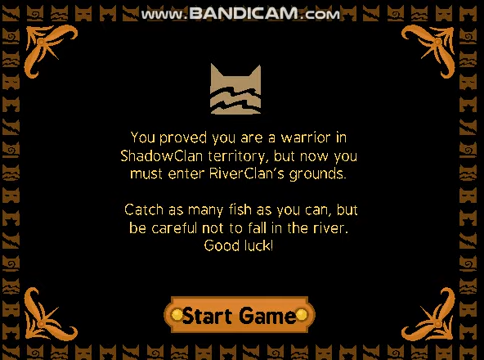 www.BANDICAM.com
You proved you are a warrior in
ShadowClan territory, but now you
must enter RiverClan's grounds.
Catch as many fish as you can, but
be careful not to fall in the river.
Good luck!
Start Game